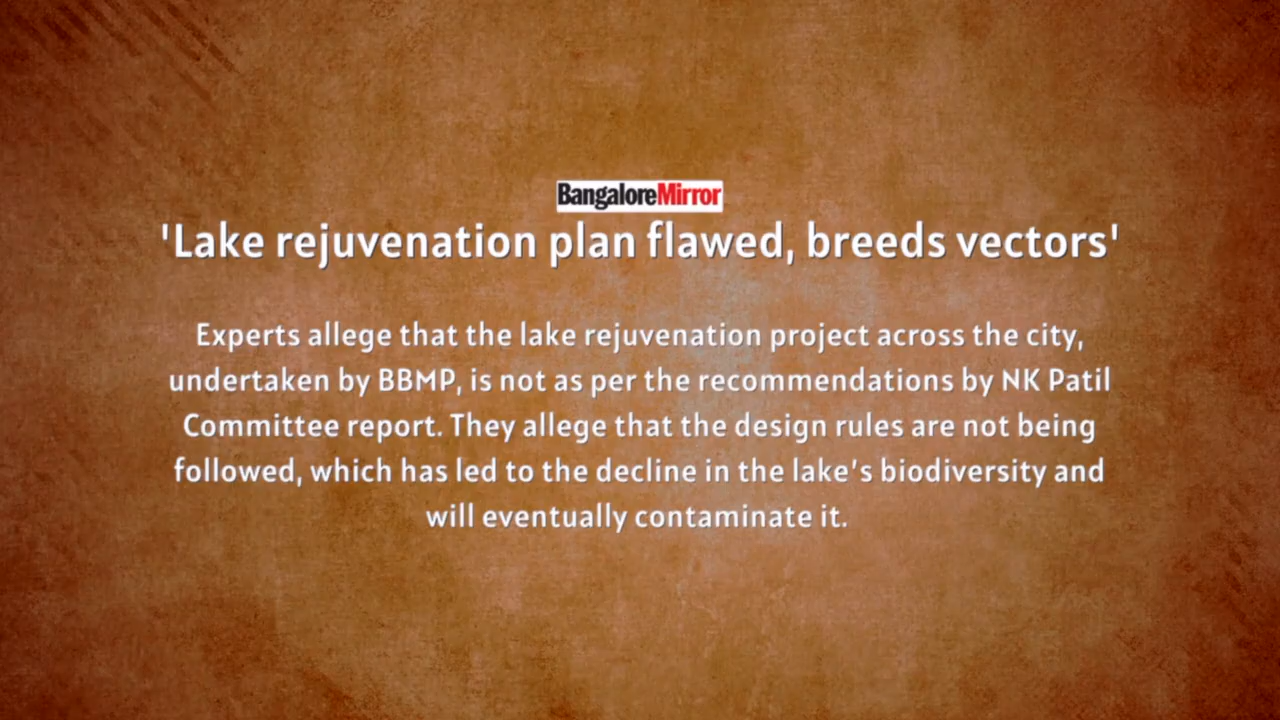 BangaloreMirror
'Lake rejuvenation plan flawed, breeds vectors'
Experts allege that the lake rejuvenation project across the city,
undertaken by BBMP, is not as per the recommendations by NK Patil
Committee report. They allege that the design rules are not being
followed, which has led to the decline in the lake's biodiversity and
will eventually contaminate it.